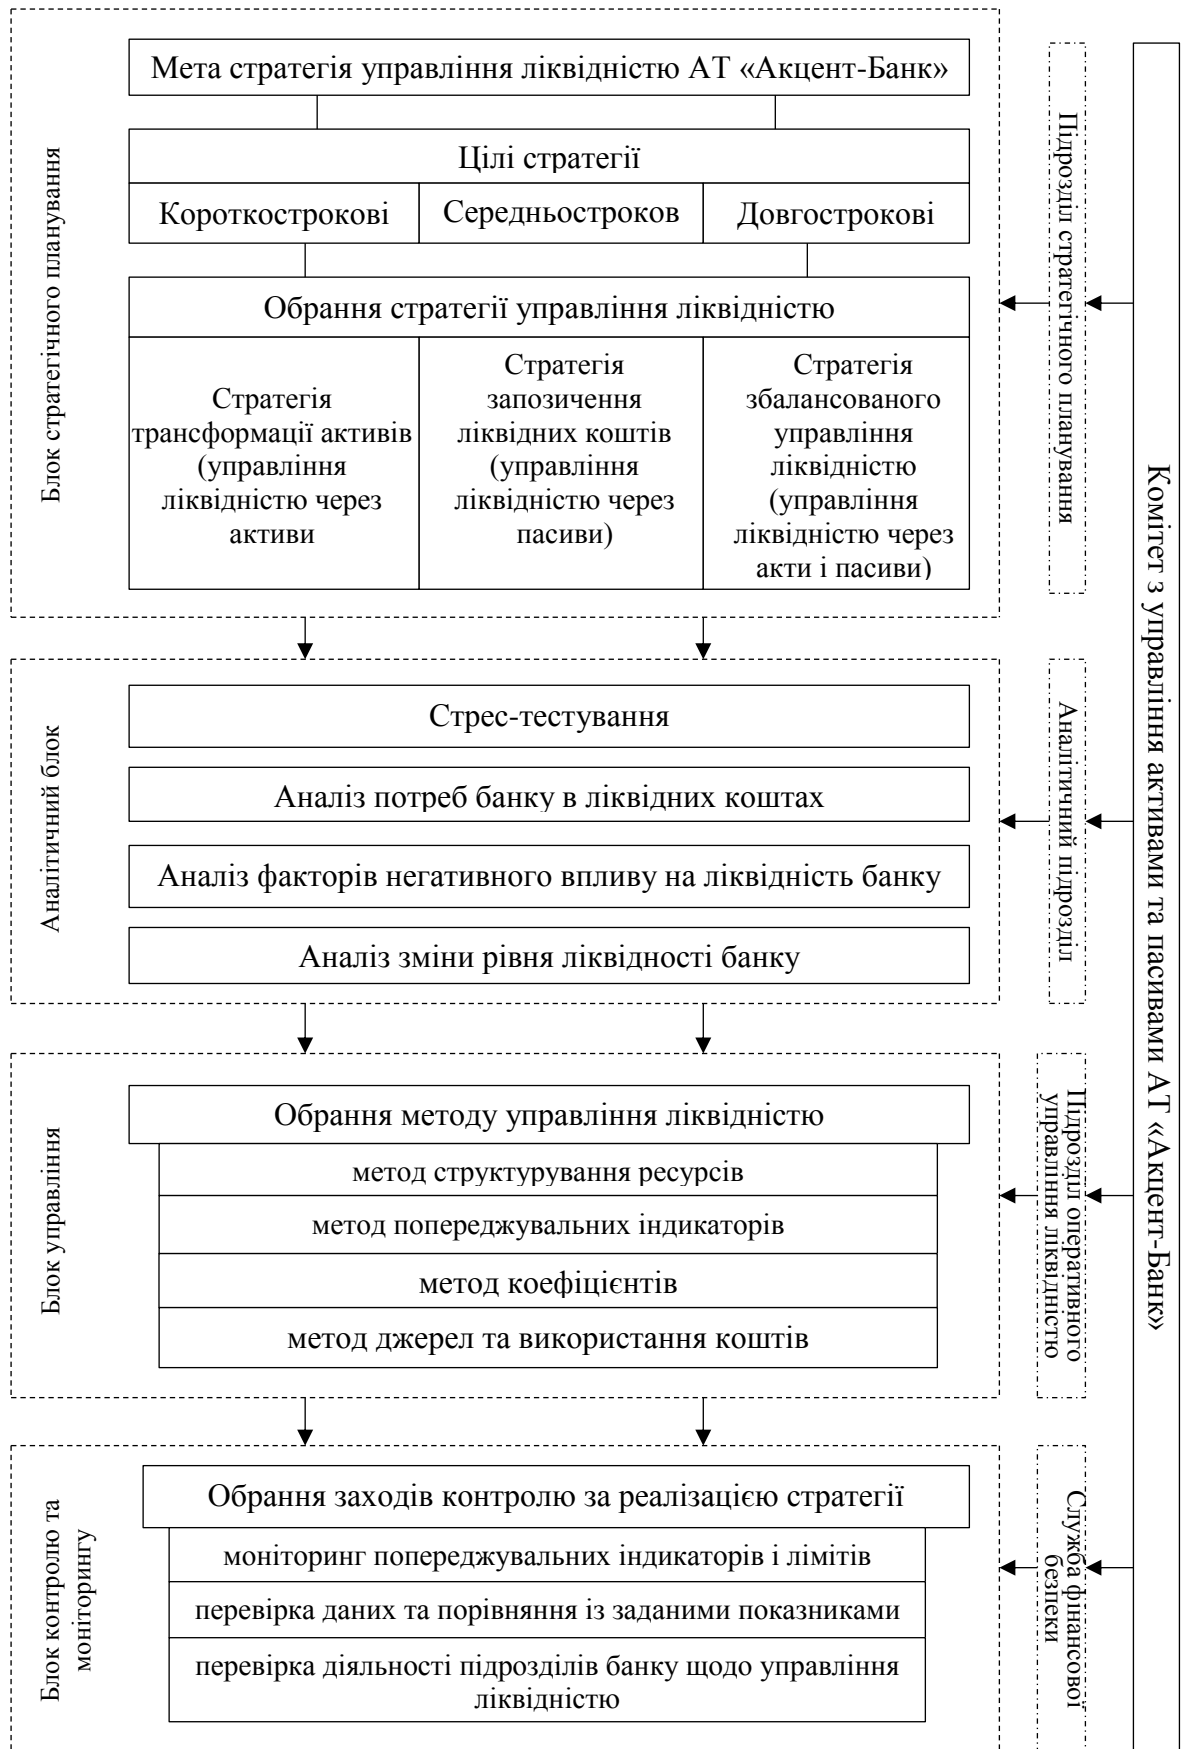 Блок стратегічного планування
Мета стратегія управління ліквідністю АТ «Акцент-Банк»
Цілі стратегії
Короткострокові
Середньостроков
Довгострокові
Обрання стратегії управління ліквідністю
Стратегія
трансформації активів
(управління
ліквідністю через
активи
Стратегія
запозичення
ліквідних коштів
(управління
ліквідністю через
пасиви)
Стратегія
збалансованого
управління
ліквідністю
(управління
ліквідністю через
акти і пасиви)
Підрозділ стратегічного планування
Комітет з управління активами та пасивами АТ «Акцент-Банк»
Аналітичний блок
Стрес-тестування
Аналіз потреб банку в ліквідних коштах
Аналіз факторів негативного впливу на ліквідність банку
Аналіз зміни рівня ліквідності банку
Аналітичний підрозділ
Блок управління
Обрання методу управління ліквідністю
метод структурування ресурсів
метод попереджувальних індикаторів
метод коефіцієнтів
метод джерел та використання коштів
Підрозділ оперативного
управління ліквідністю
Блок контролю та
моніторингу
Обрання заходів контролю за реалізацією стратегії
моніторинг попереджувальних індикаторів і лімітів
перевірка даних та порівняння із заданими показниками
перевірка діяльності підрозділів банку щодо управління
ліквідністю
Служба фінансової
безпеки